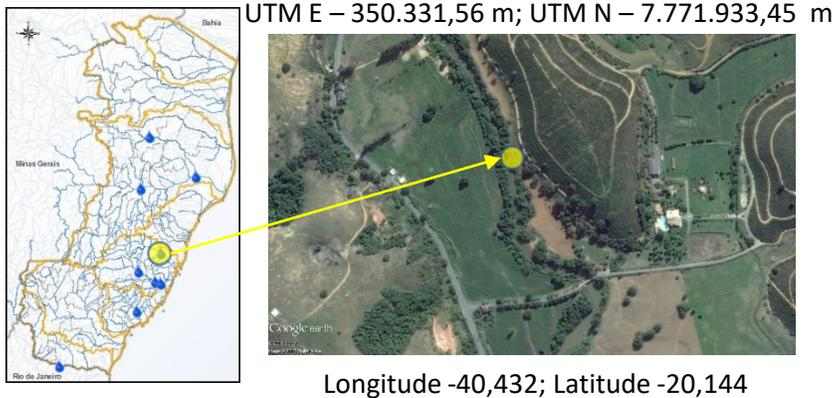 UTM E – 350.331,56 m; UTM N – 7.771.933,45 m
Bahia
Minas Gerais
Rio de Janeiro
Google earth
Longitude -40,432; Latitude -20,144